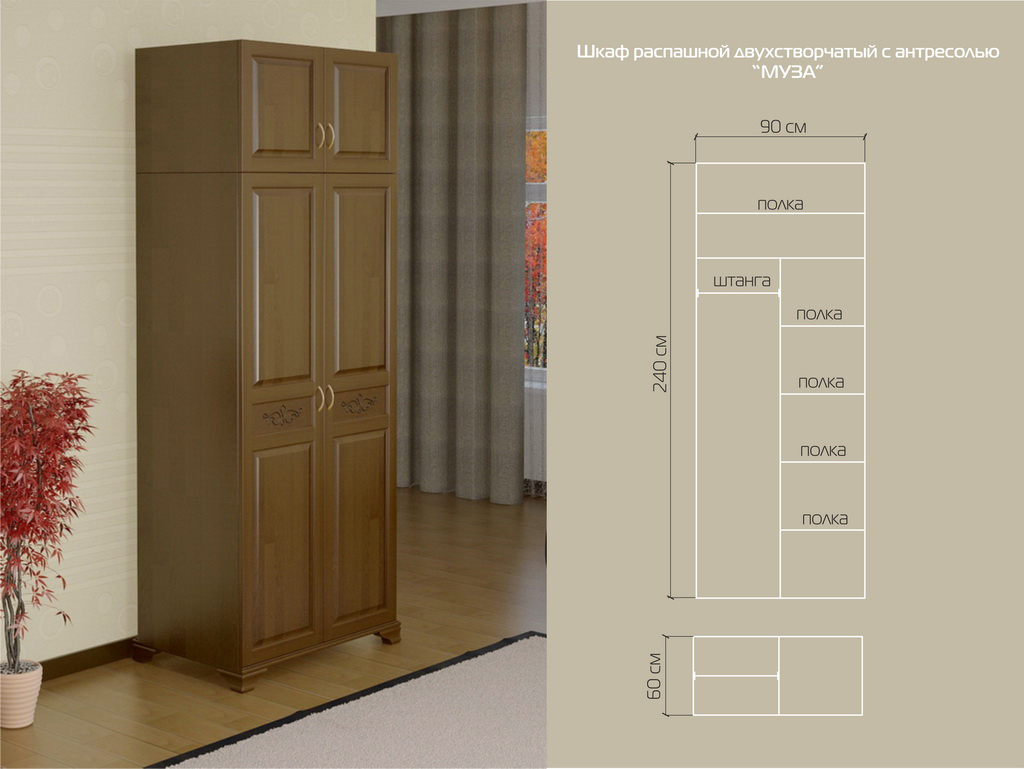 Шкаф распашной двухстворчатый с антресолью
“МУЗА”
90 см
полка
штанга
полка
240 см
полка
полка
полка
60 см